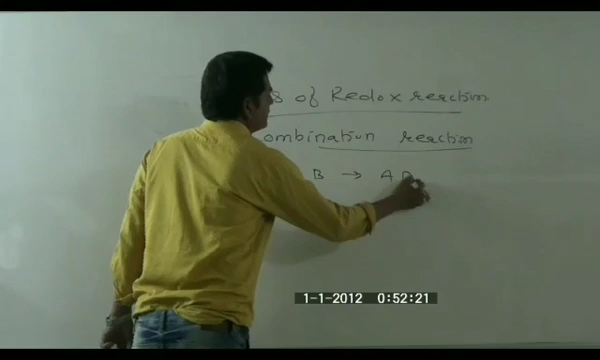 of Redox reaction
ombination reaction
B → A
1-1-2012 0:52:21